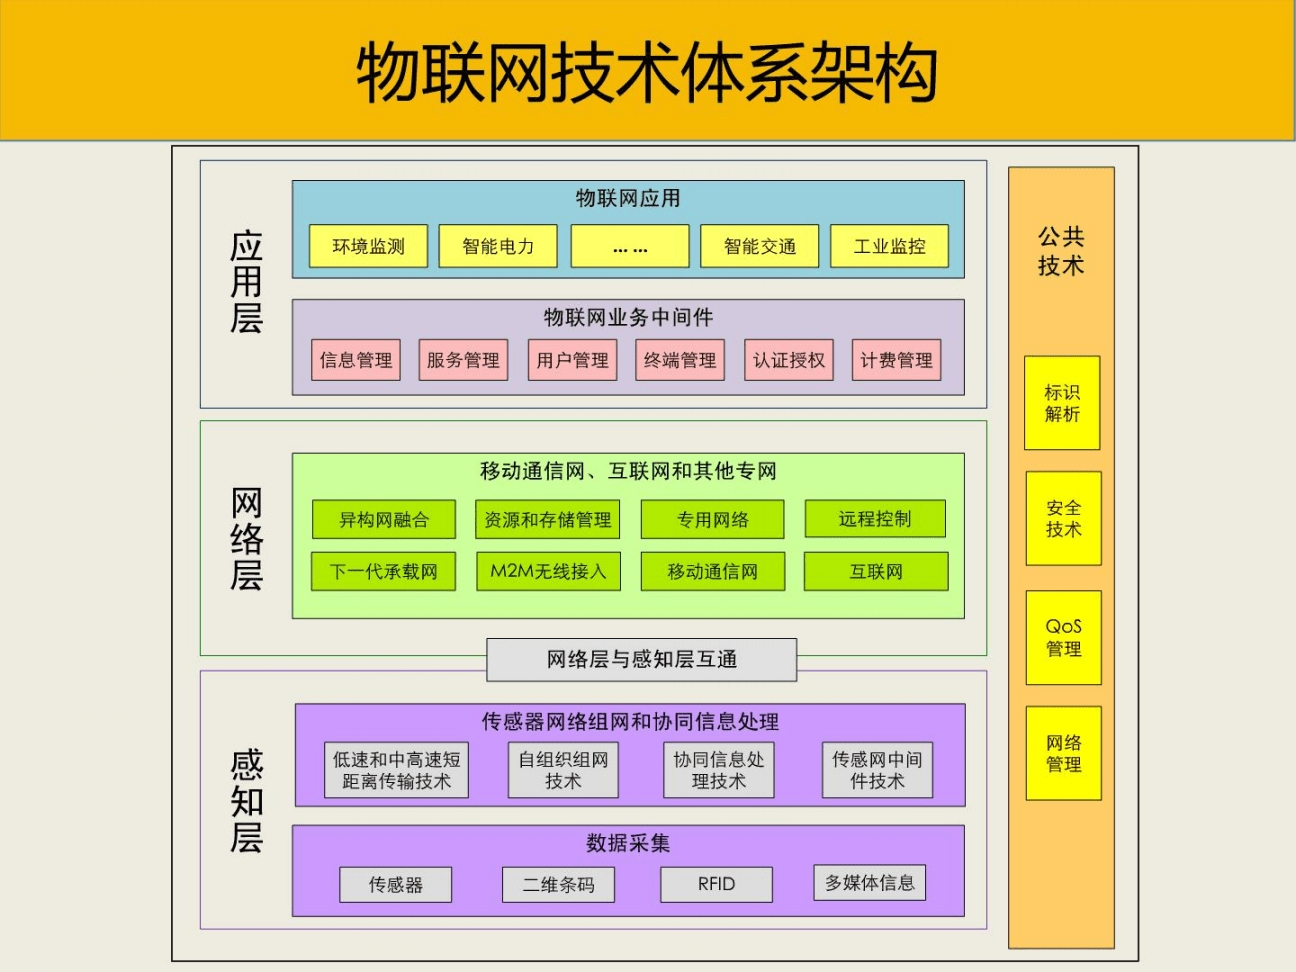 物联网技术体系架构
应用层
物联网应用
环境监测
智能电力
... ...
智能交通
工业监控
物联网业务中间件
信息管理
服务管理
用户管理
终端管理
认证授权
计费管理
网络层
移动通信网、互联网和其他专网
异构网融合
资源和存储管理
专用网络
远程控制
下一代承载网
M2M无线接入
移动通信网
互联网
网络层与感知层互通
感知层
传感器网络组网和协同信息处理
低速和中高速短
距离传输技术
自组织组网
技术
协同信息处
理技术
传感网中间
件技术
数据采集
传感器
二维条码
RFID
多媒体信息
公共
技术
标识
解析
安全
技术
QoS
管理
网络
管理